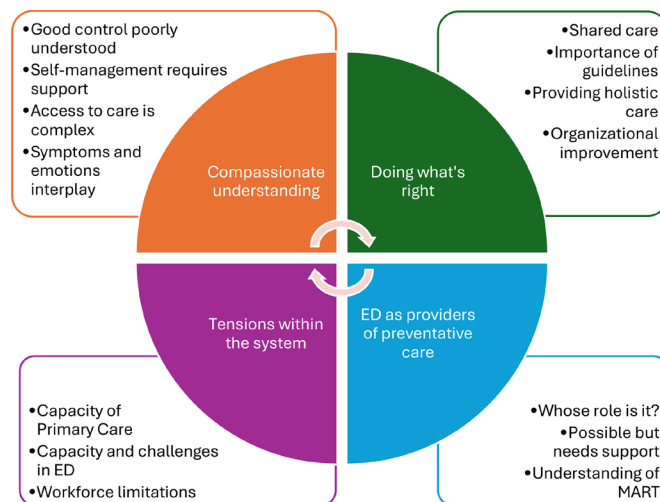 •Good control poorly
understood
•Self-management requires
support
•Access to care is
complex
•Symptoms and
emotions
interplay
•Shared care
•Importance of
guidelines
•Providing holistic
care
•Organizational
improvement
Compassionate
understanding
Doing what's
right
Tensions within
the system
ED as providers
of preventative
care
•Capacity of
Primary Care
•Capacity and challenges
in ED
•Workforce limitations
•Whose role is it?
•Possible but
needs support
•Understanding of
MART